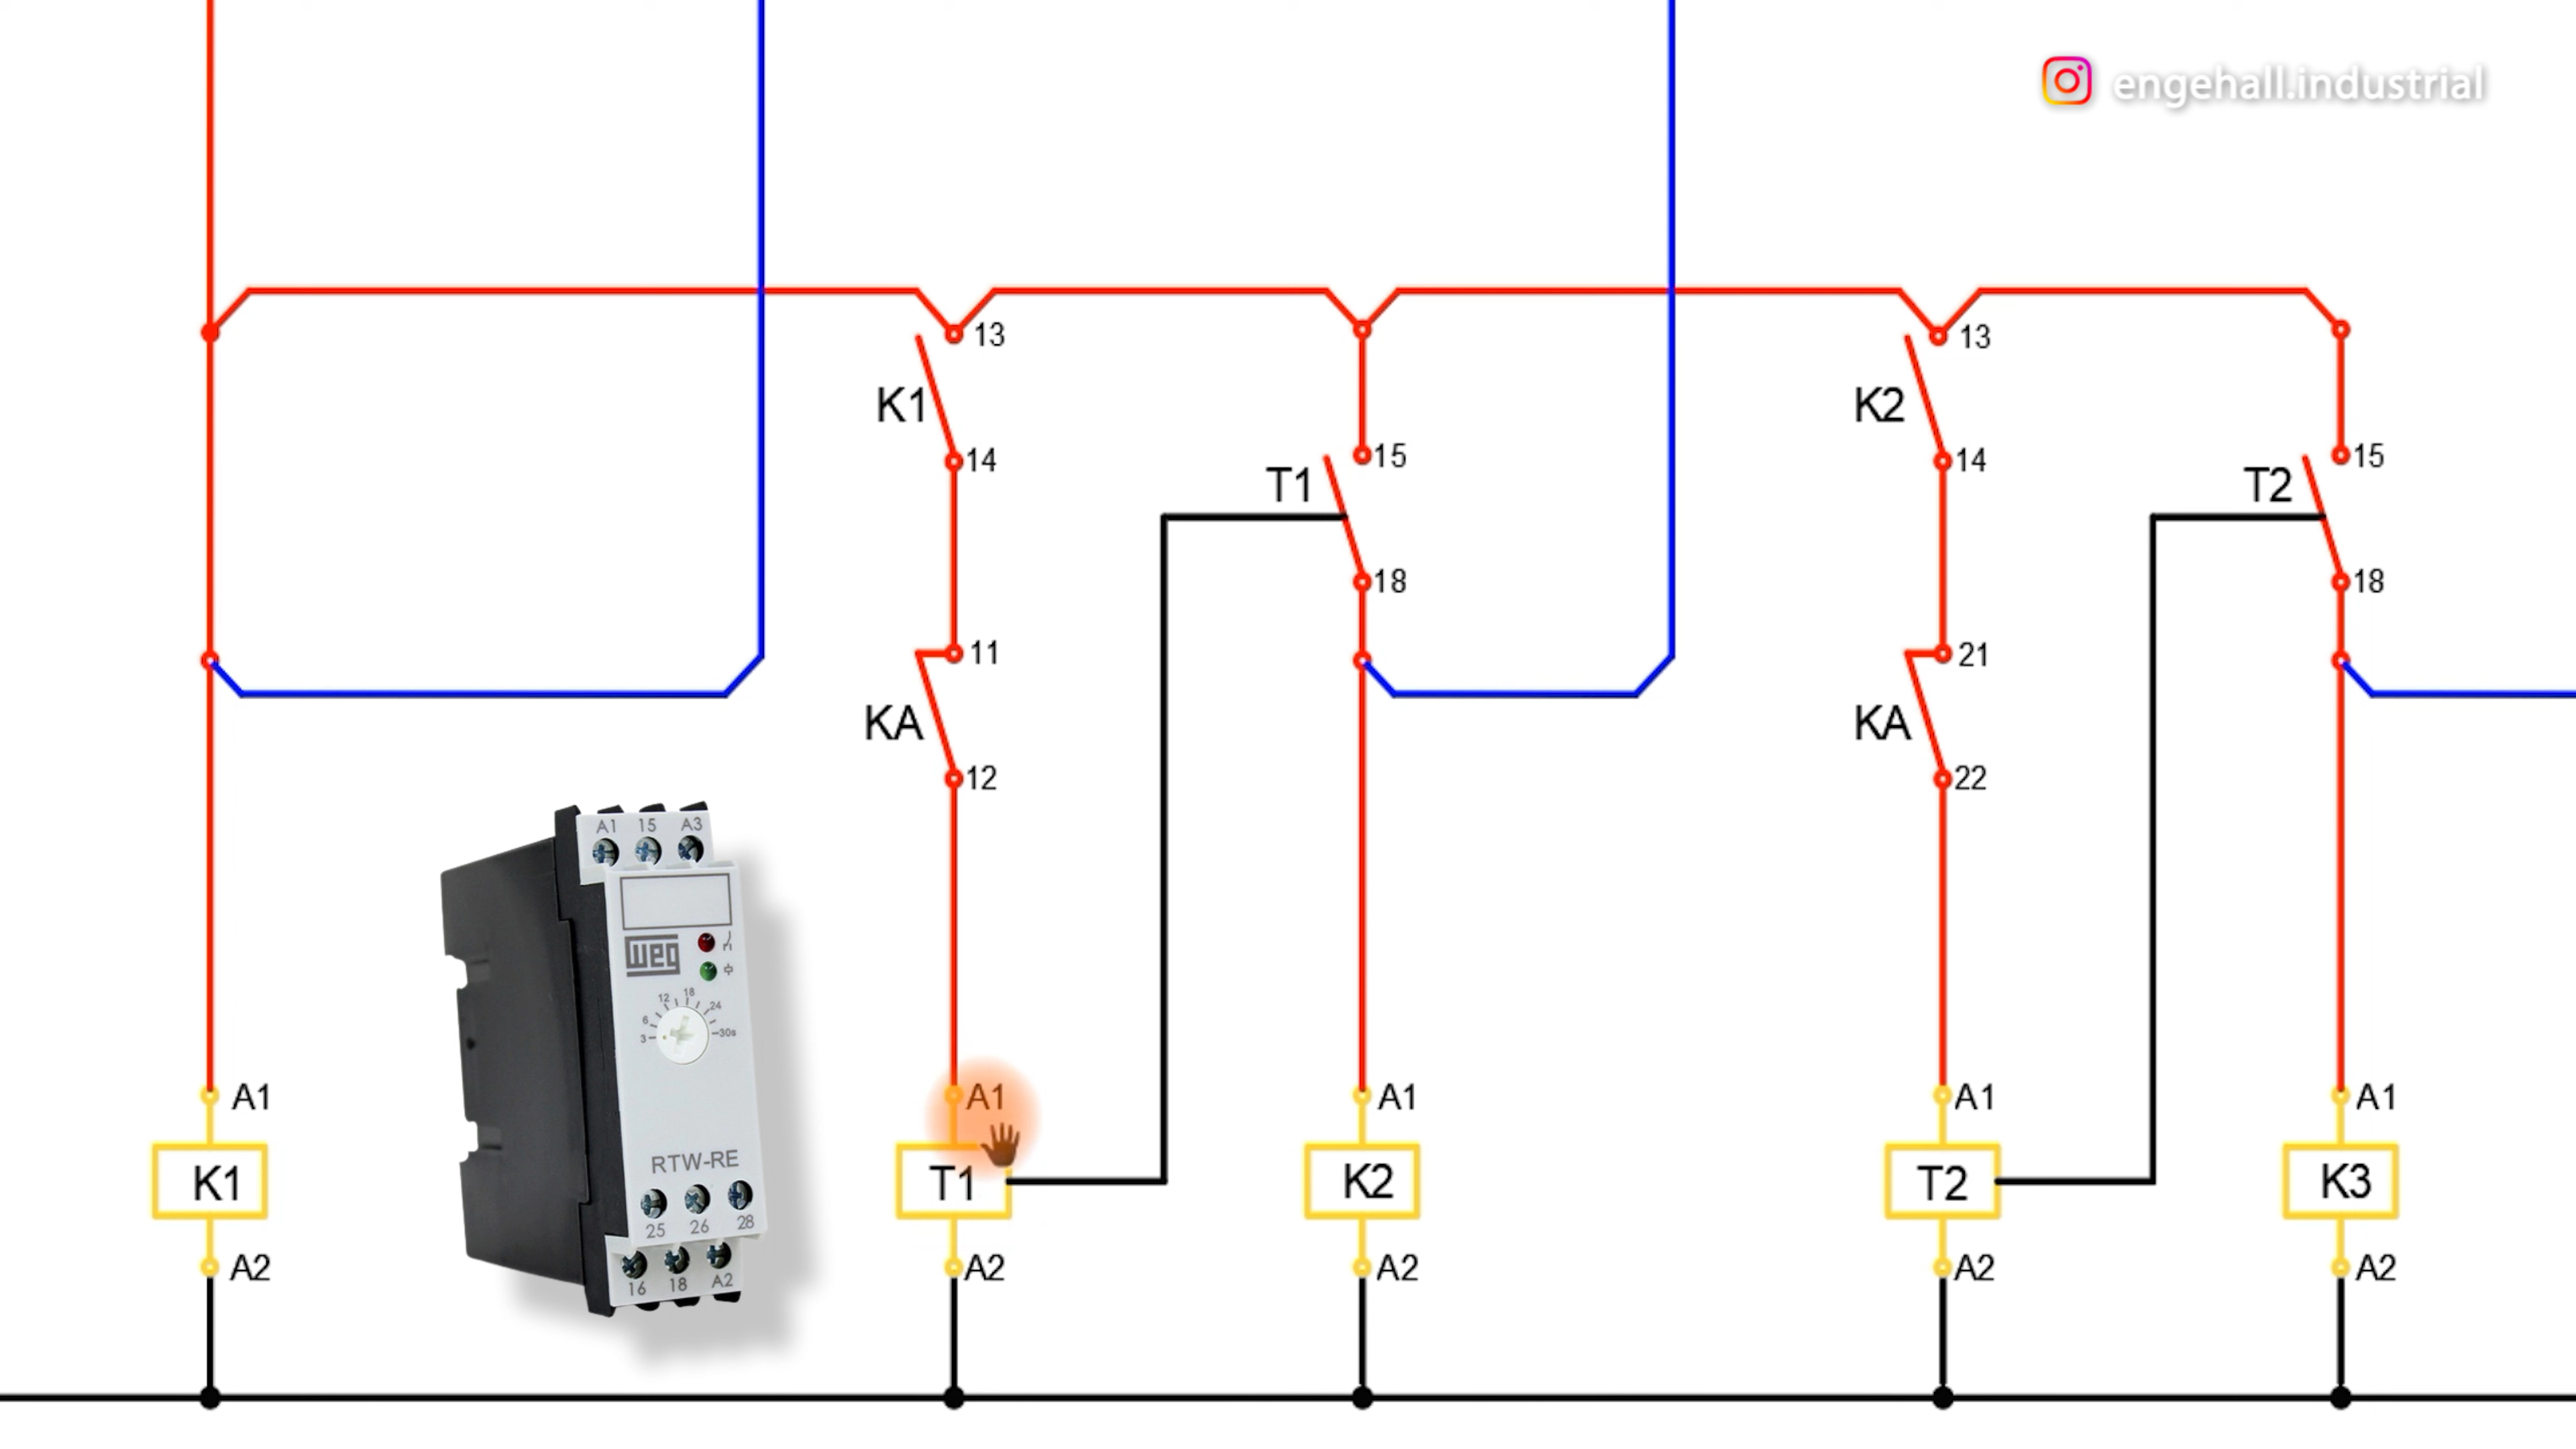 engehall.industrial
13
13
K1
K2
14
14
T1
15
T2
15
18
18
11
21
KA
KA
12
22
A1 15 A3
weg
3 6 12 18 24 30s
RTW-RE
25 26 28
16 18 A2
A1
A1
A1
A1
A1
K1
T1
K2
T2
K3
A2
A2
A2
A2
A2